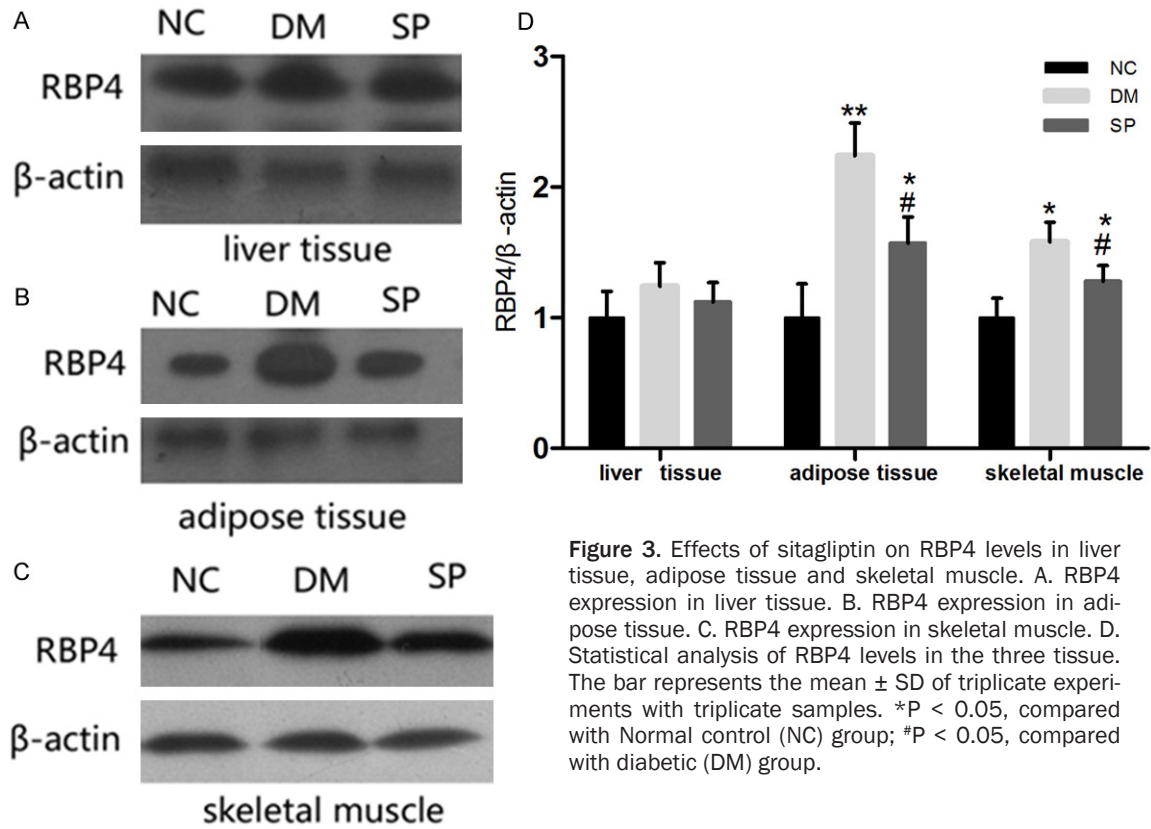 A
NC DM SP
RBP4
β-actin
liver tissue
B
NC DM SP
RBP4
β-actin
adipose tissue
C
NC DM SP
RBP4
β-actin
skeletal muscle
D
NC
DM
SP
RBP4/β -actin
3
2
1
0
**
*
#
*
*
#
liver tissue adipose tissue skeletal muscle
Figure 3. Effects of sitagliptin on RBP4 levels in liver
tissue, adipose tissue and skeletal muscle. A. RBP4
expression in liver tissue. B. RBP4 expression in adi-
pose tissue. C. RBP4 expression in skeletal muscle. D.
Statistical analysis of RBP4 levels in the three tissue.
The bar represents the mean ± SD of triplicate experi-
ments with triplicate samples. *P < 0.05, compared
with Normal control (NC) group; #P < 0.05, compared
with diabetic (DM) group.